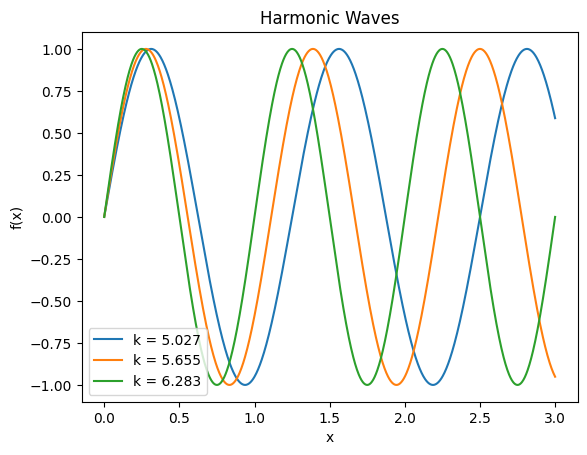 Harmonic Waves
1.00
0.75
0.50
0.25
0.00
−0.25
−0.50
−0.75
−1.00
f(x)
k = 5.027
k = 5.655
k = 6.283
0.0 0.5 1.0 1.5 2.0 2.5 3.0
x